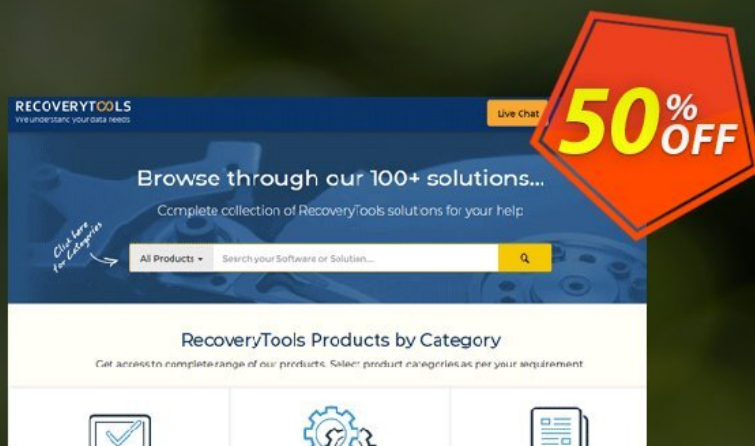 RECOVERYTOOLS
We understand your data needs
Live Chat
50% OFF
Browse through our 100+ solutions...
Complete collection of RecoveryTools solutions for your help
Click here
for Categories
All Products
Search your Software or Solution...
RecoveryTools Products by Category
Get access to complete range of our products. Select product categories as per your requirement